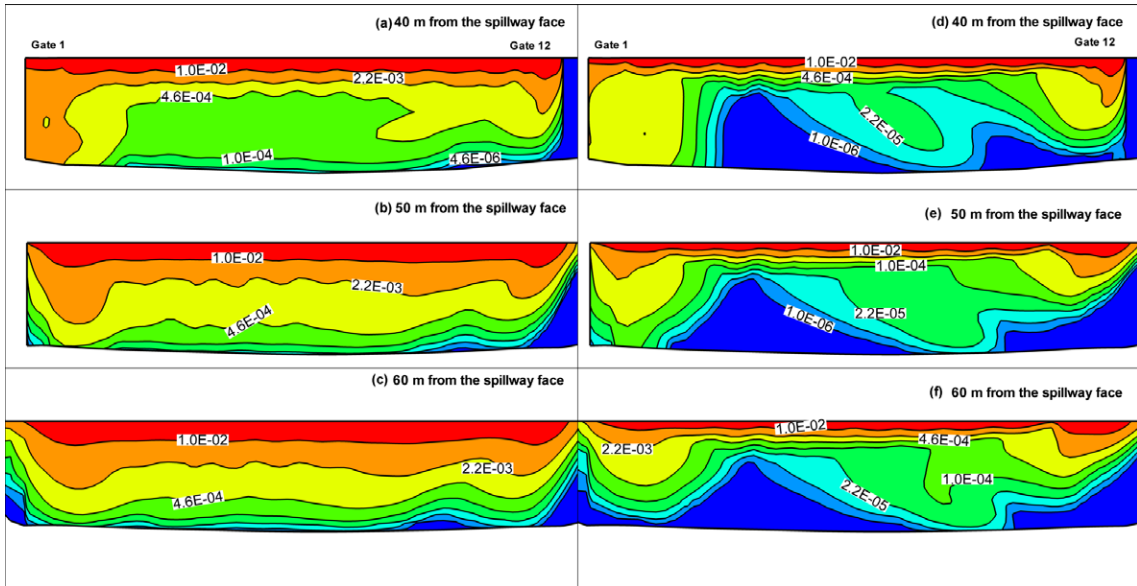 (a) 40 m from the spillway face
Gate 1
Gate 12
1.0E-02
2.2E-03
4.6E-04
1.0E-04
4.6E-06
(d) 40 m from the spillway face
Gate 1
Gate 12
1.0E-02
4.6E-04
2.2E-05
1.0E-06
(b) 50 m from the spillway face
1.0E-02
2.2E-03
4.6E-04
(e) 50 m from the spillway face
1.0E-02
1.0E-04
2.2E-05
1.0E-06
(c) 60 m from the spillway face
1.0E-02
2.2E-03
4.6E-04
(f) 60 m from the spillway face
1.0E-02
2.2E-03
4.6E-04
1.0E-04
2.2E-05